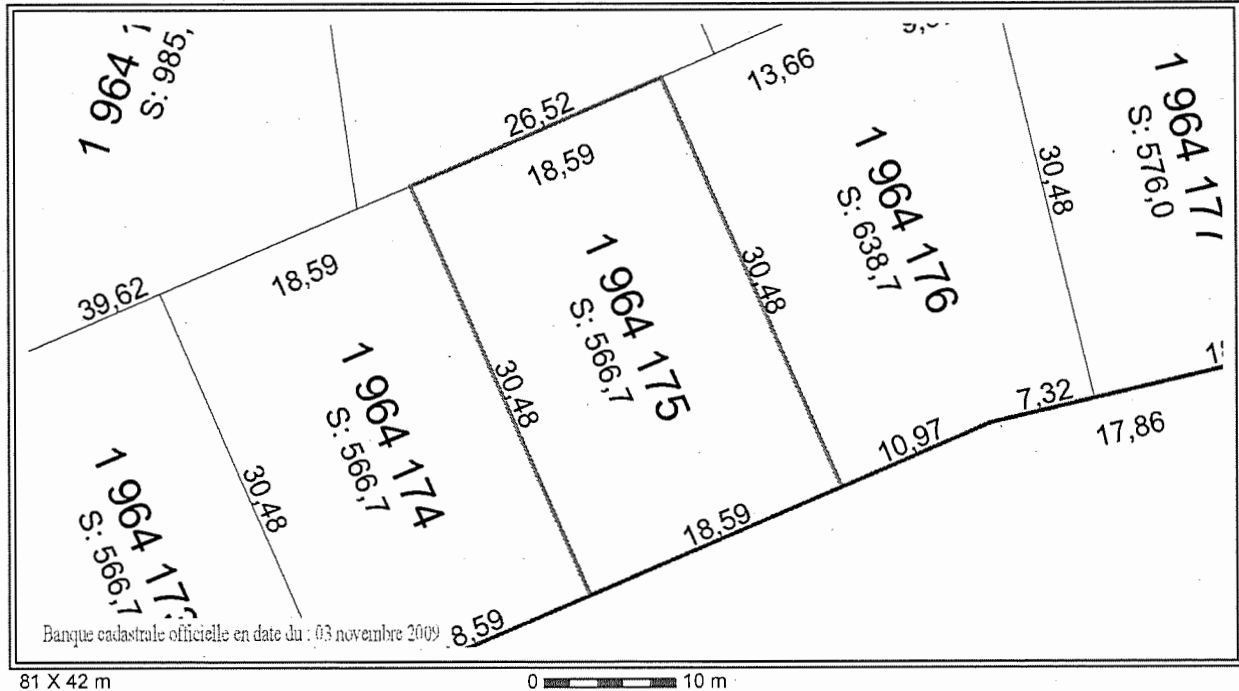 1 964
S: 985,
26,52
18,59
13,66
1 964 175
S: 566,7
30,48
1 964 176
S: 638,7
30,48
1 964 17
S: 576,0
39,62
18,59
1 964 174
S: 566,7
30,48
1 964 17
S: 566,7
30,48
18,59
10,97
7,32
17,86
8,59
Banque cadastrale officielle en date du : 03 novembre 2009
81 X 42 m
0 10 m